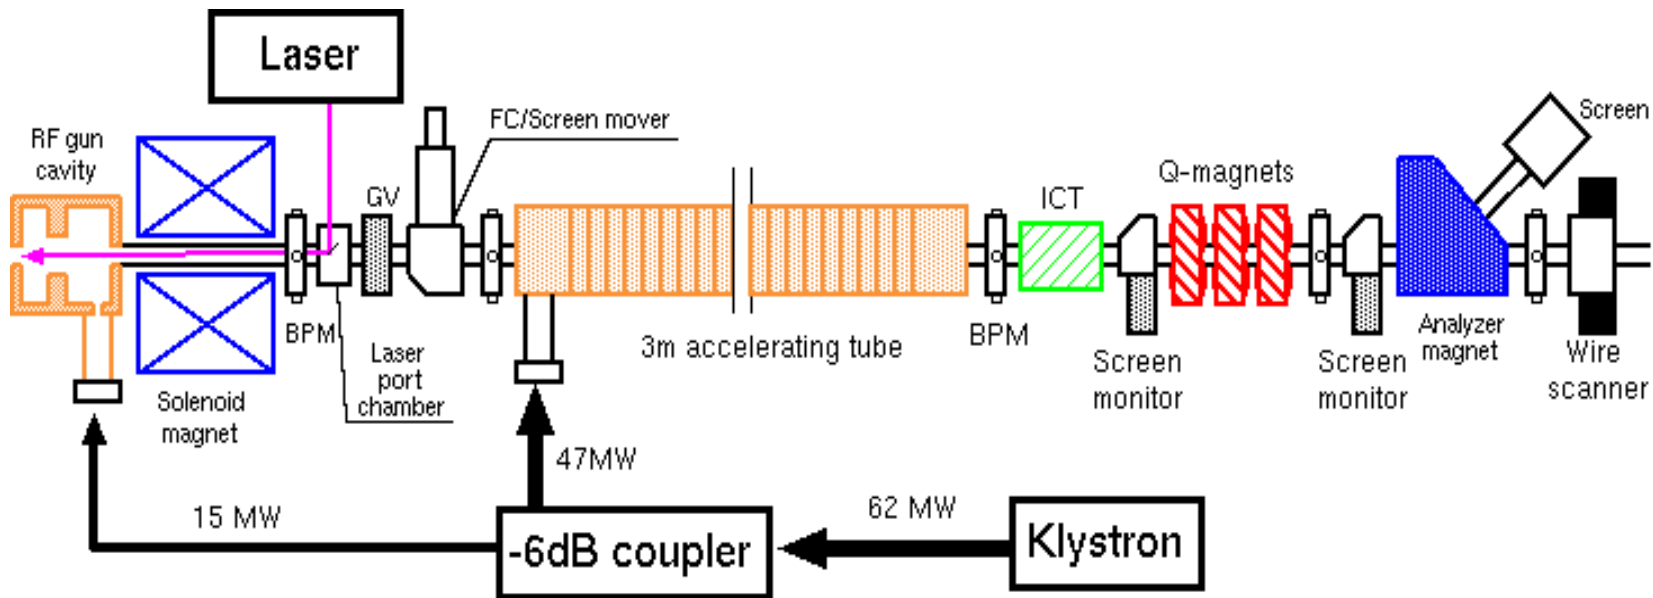 Laser
RF gun
cavity
FC/Screen mover
GV
Screen
ICT
Q-magnets
BPM
Laser
port
chamber
Solenoid
magnet
3m accelerating tube
BPM
Screen
monitor
Screen
monitor
Analyzer
magnet
Wire
scanner
47MW
15 MW
62 MW
-6dB coupler
Klystron